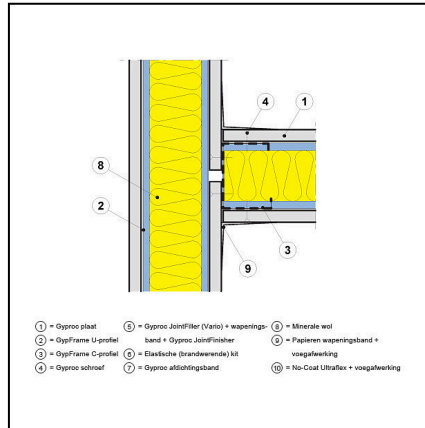 4
1
8
2
3
9
1 = Gyproc plaat
2 = GypFrame U-profiel
3 = GypFrame C-profiel
4 = Gyproc schroef
5 = Gyproc JointFiller (Vario) + wapenings-
band + Gyproc JointFinisher
6 = Elastische (brandwerende) kit
7 = Gyproc afdichtingsband
8 = Minerale wol
9 = Papieren wapeningsband +
voegafwerking
10 = No-Coat Ultraflex + voegafwerking